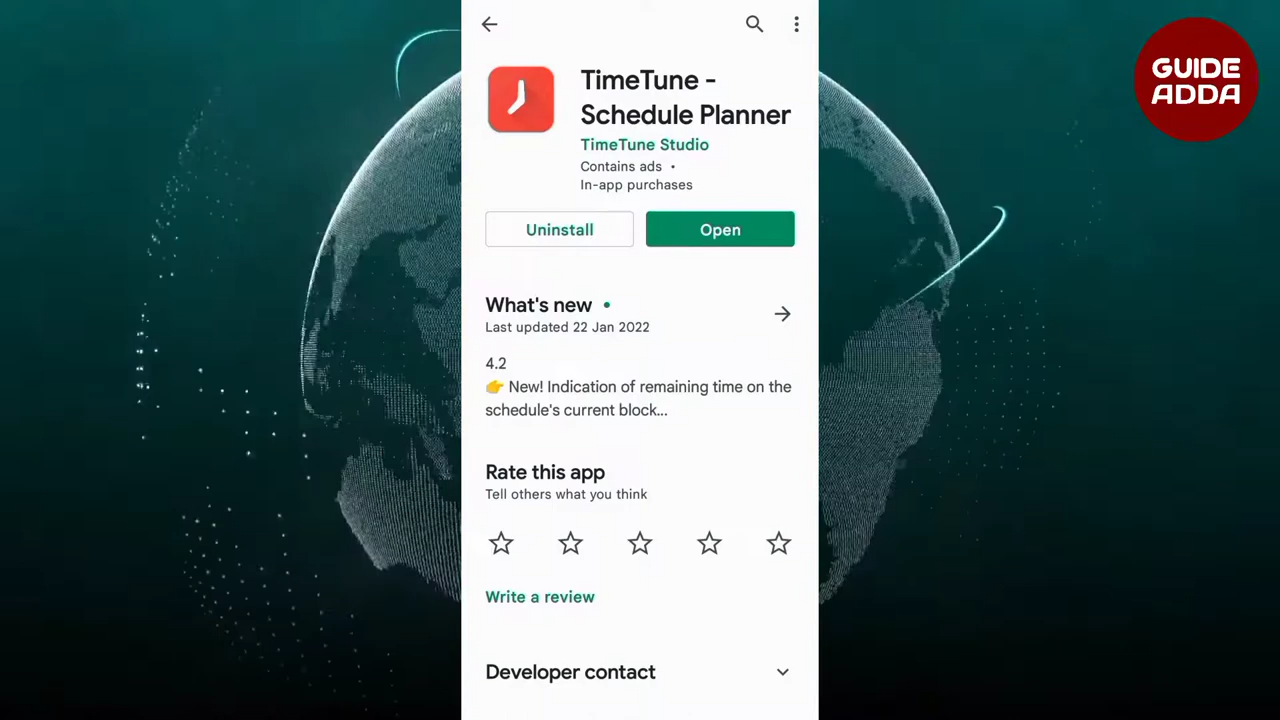 GUIDE
ADDA
TimeTune -
Schedule Planner
TimeTune Studio
Contains ads •
In-app purchases
Uninstall
Open
What's new •
Last updated 22 Jan 2022
4.2
👉 New! Indication of remaining time on the
schedule's current block...
Rate this app
Tell others what you think
Write a review
Developer contact